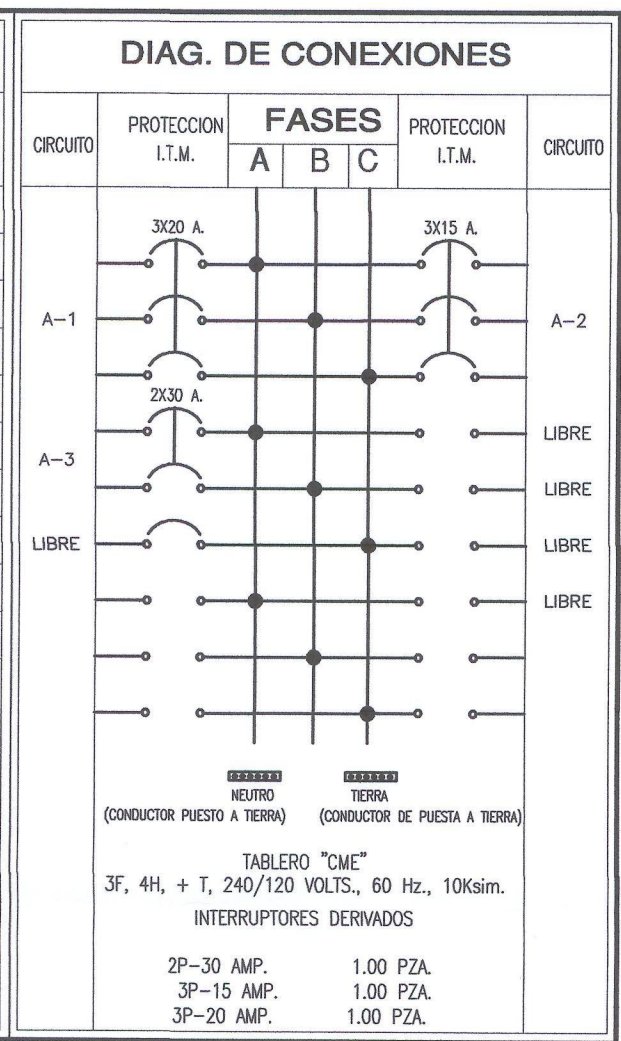 DIAG. DE CONEXIONES
CIRCUITO
PROTECCION
I.T.M.
FASES
A B C
PROTECCION
I.T.M.
CIRCUITO
3X20 A.
3X15 A.
A-1
A-2
2X30 A.
LIBRE
A-3
LIBRE
LIBRE
LIBRE
LIBRE
NEUTRO
(CONDUCTOR PUESTO A TIERRA)
TIERRA
(CONDUCTOR DE PUESTA A TIERRA)
TABLERO "CME"
3F, 4H, + T, 240/120 VOLTS., 60 Hz., 10Ksim.
INTERRUPTORES DERIVADOS
2P-30 AMP. 1.00 PZA.
3P-15 AMP. 1.00 PZA.
3P-20 AMP. 1.00 PZA.